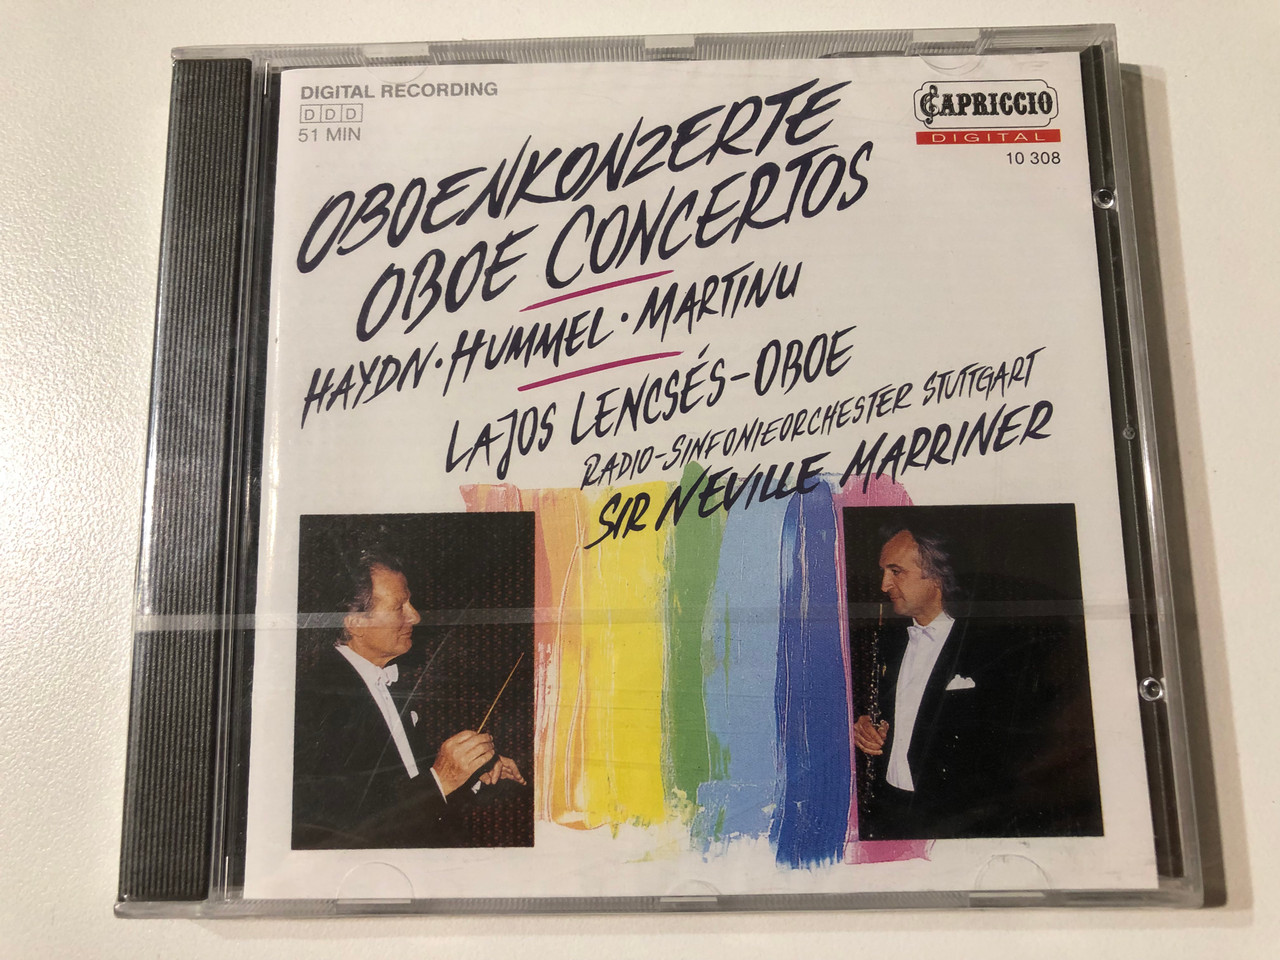 DIGITAL RECORDING
DDD
51 MIN
CAPRICCIO
DIGITAL
10 308
OBOENKONZERTE
OBOE CONCERTOS
HAYDN · HUMMEL · MARTINU
LAJOS LENCSÉS-OBOE
RADIO-SINFONIEORCHESTER STUTTGART
SIR NEVILLE MARRINER